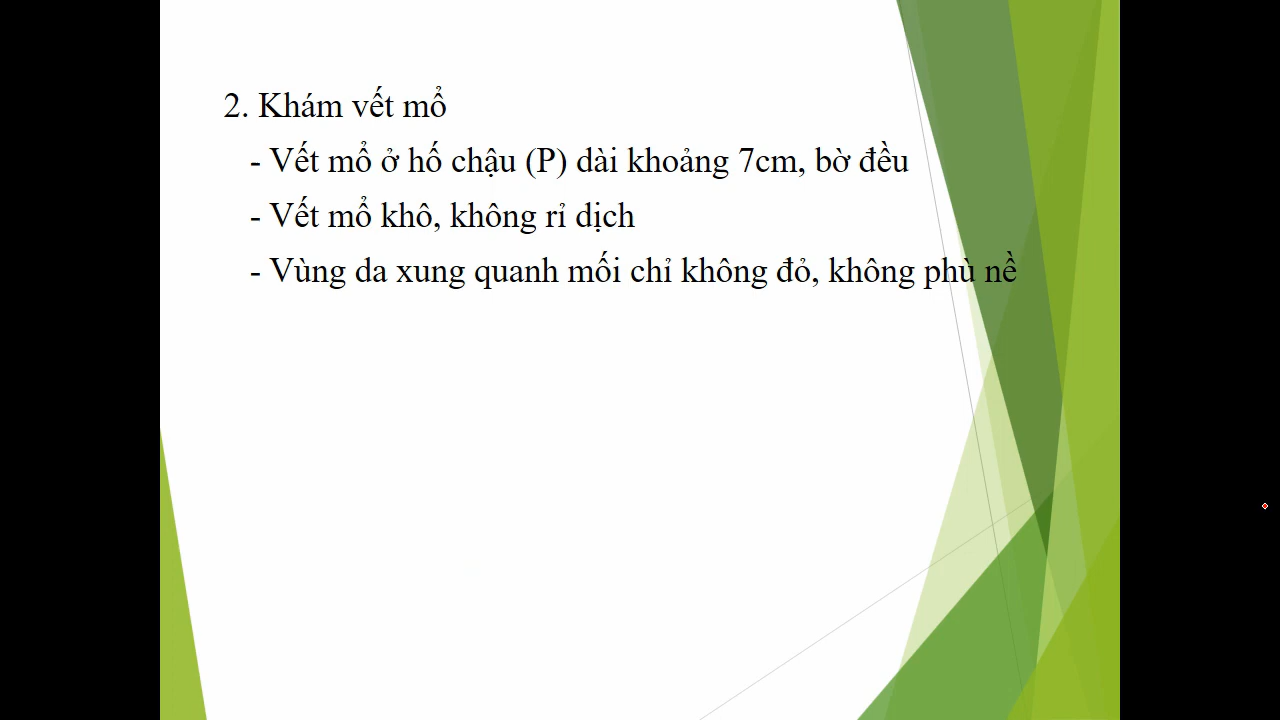 2. Khám vết mổ
- Vết mổ ở hố chậu (P) dài khoảng 7cm, bờ đều
- Vết mổ khô, không rỉ dịch
- Vùng da xung quanh mối chỉ không đỏ, không phù nề